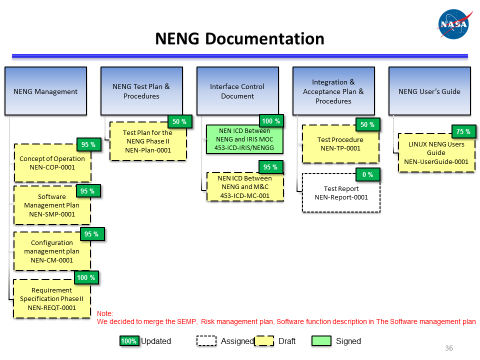 NASA
NENG Documentation
NENG Management
NENG Test Plan &
Procedures
Interface Control
Document
Integration &
Acceptance Plan &
Procedures
NENG User's Guide
95 %
Concept of Operation
NEN-COP-0001
95 %
Software
Management Plan
NEN-SMP-0001
95 %
Configuration
management plan
NEN-CM-0001
100 %
Requirement
Specification Phase II
NEN-REQT-0001
50 %
Test Plan for the
NENG Phase II
NEN-Plan-0001
100 %
NEN ICD Between
NENG and IRIS MOC
453-ICD-IRIS/NENGG
95 %
NEN ICD Between
NENG and M&C
453-ICD-MC-001
50 %
Test Procedure
NEN-TP-0001
0 %
Test Report
NEN-Report-0001
75 %
LINUX NENG Users
Guide
NEN-UserGuide-0001
Note:
We decided to merge the SEMP, Risk management plan, Software function description in The Software management plan
100% Updated
Assigned
Draft
Signed
36